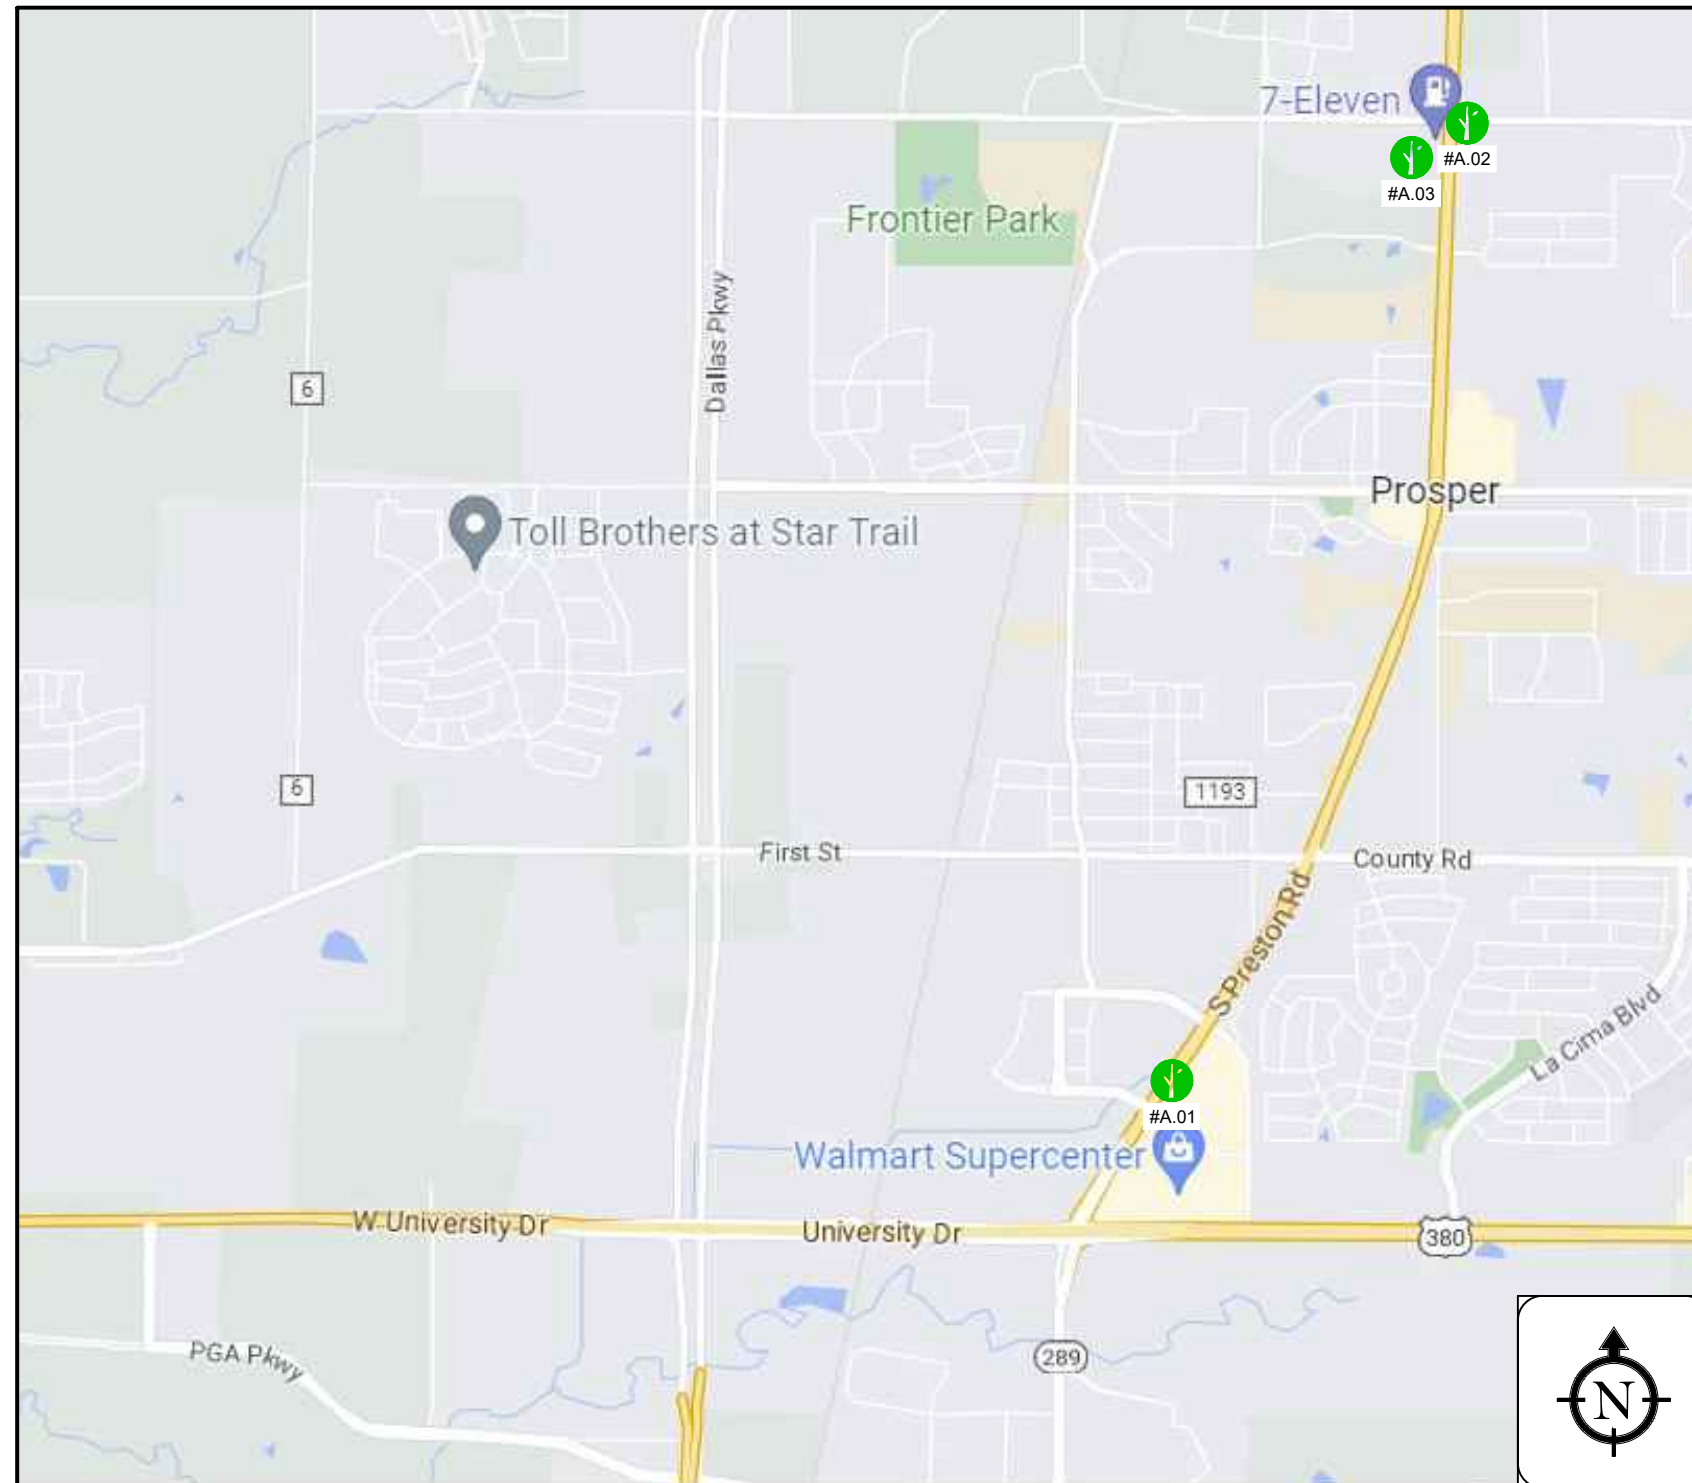 7-Eleven
#A.02
#A.03
Frontier Park
Dallas Pkwy
6
Prosper
Toll Brothers at Star Trail
6
1193
First St
County Rd
S Preston Rd
La Cima Blvd
#A.01
Walmart Supercenter
W University Dr
University Dr
380
PGA Pkwy
289
N